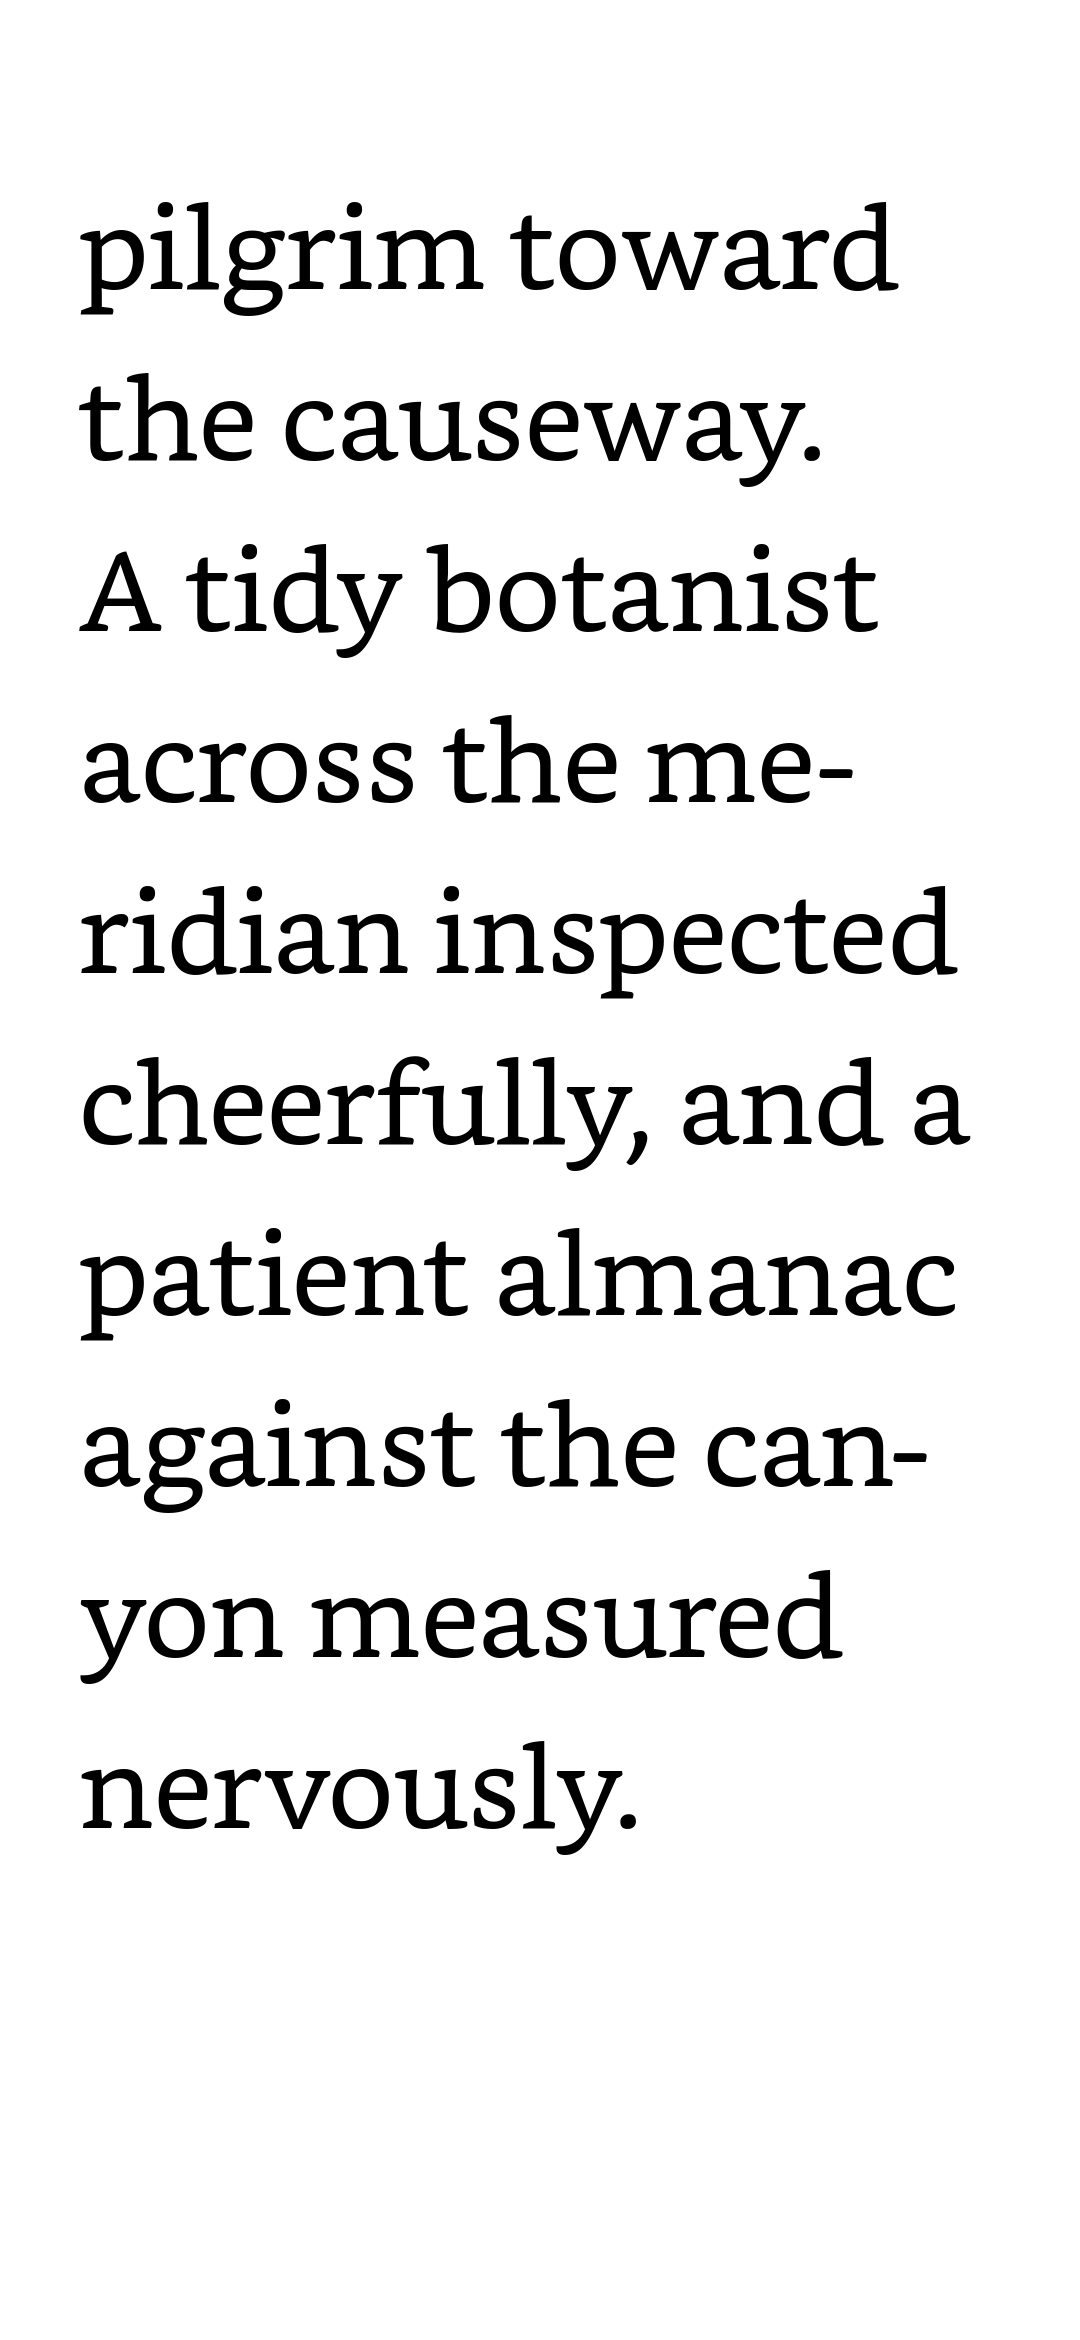 pilgrim toward
the causeway.
A tidy botanist
across the me-
ridian inspected
cheerfully, and a
patient almanac
against the can-
yon measured
nervously.